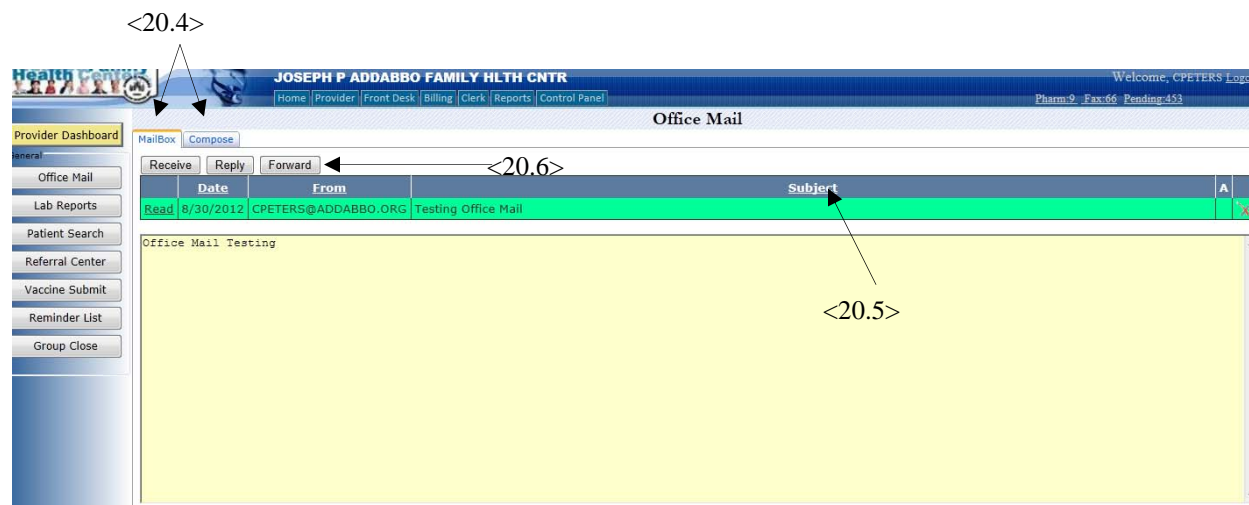 <20.4>
Health Center
JOSEPH P ADDABBO FAMILY HLTH CNTR
Welcome, CPETERS
Home Provider Front Desk Billing Clerk Reports Control Panel
Pharm:9 Fax:66 Pending:453
Office Mail
Provider Dashboard
MailBox Compose
General
Receive Reply Forward
<20.6>
Office Mail
Date From Subject A
Lab Reports
Read 8/30/2012 CPETERS@ADDABBO.ORG Testing Office Mail
Patient Search
Office Mail Testing
Referral Center
Vaccine Submit
<20.5>
Reminder List
Group Close